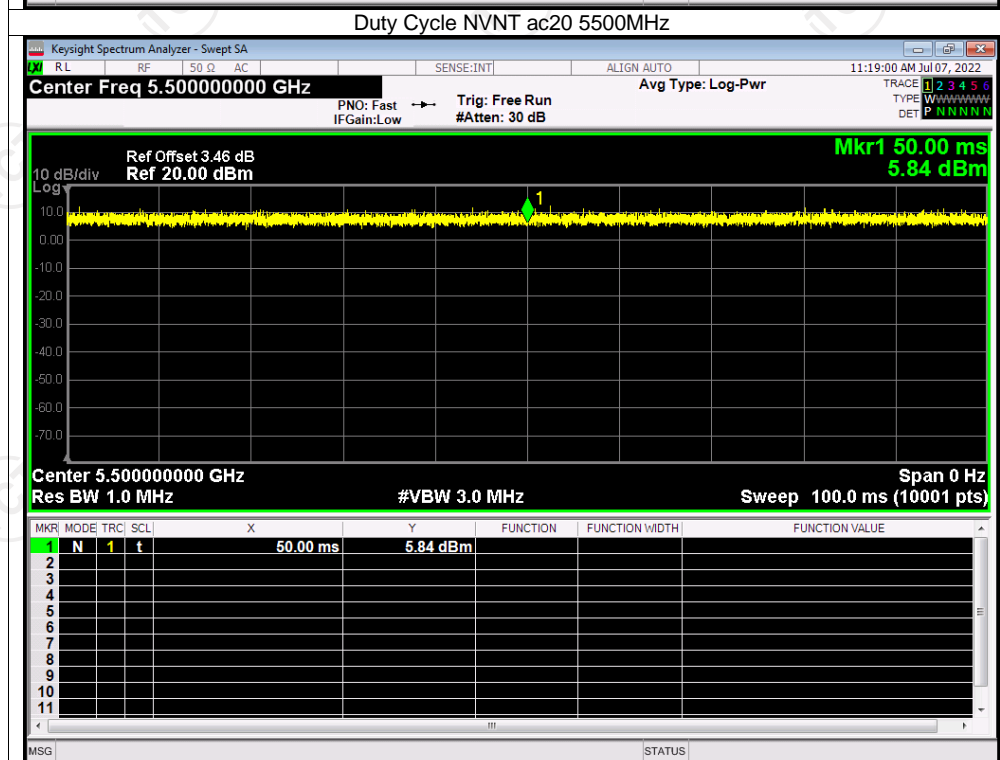 Duty Cycle NVNT ac20 5500MHz
Keysight Spectrum Analyzer - Swept SA
LXI RL RF 50 Ω AC SENSE:INT ALIGN AUTO 11:19:00 AM Jul 07, 2022
Center Freq 5.500000000 GHz
PNO: Fast
IFGain:Low
Trig: Free Run
#Atten: 30 dB
Avg Type: Log-Pwr
TRACE 1 2 3 4 5 6
TYPE WWWWWW
DET P N N N N N
Mkr1 50.00 ms
5.84 dBm
Ref Offset 3.46 dB
Ref 20.00 dBm
10 dB/div
Log
1
10.0
0.00
-10.0
-20.0
-30.0
-40.0
-50.0
-60.0
-70.0
Center 5.500000000 GHz Span 0 Hz
Res BW 1.0 MHz #VBW 3.0 MHz Sweep 100.0 ms (10001 pts)
MKR MODE TRC SCL X Y FUNCTION FUNCTION WIDTH FUNCTION VALUE
1 N 1 t 50.00 ms 5.84 dBm
2
3
4
5
6
7
8
9
10
11
MSG STATUS